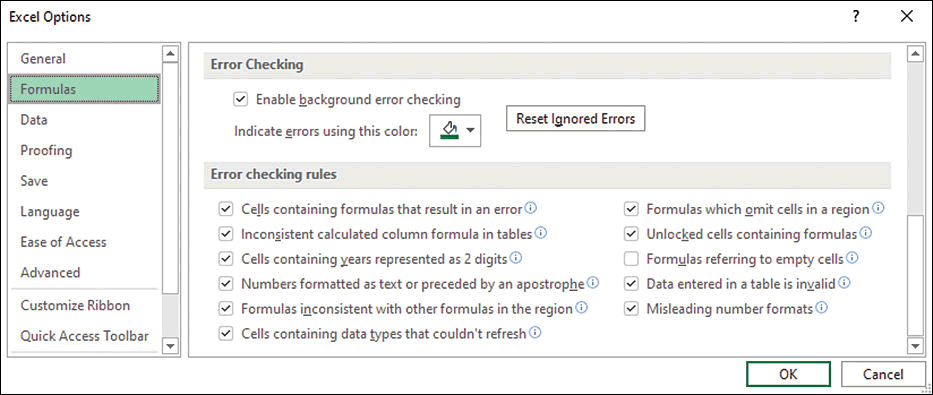 Excel Options
?
General
Formulas
Data
Proofing
Save
Language
Ease of Access
Advanced
Customize Ribbon
Quick Access Toolbar
Error Checking
Enable background error checking
Indicate errors using this color:
Reset Ignored Errors
Error checking rules
Cells containing formulas that result in an error
Inconsistent calculated column formula in tables
Cells containing years represented as 2 digits
Numbers formatted as text or preceded by an apostrophe
Formulas inconsistent with other formulas in the region
Cells containing data types that couldn't refresh
Formulas which omit cells in a region
Unlocked cells containing formulas
Formulas referring to empty cells
Data entered in a table is invalid
Misleading number formats
OK
Cancel